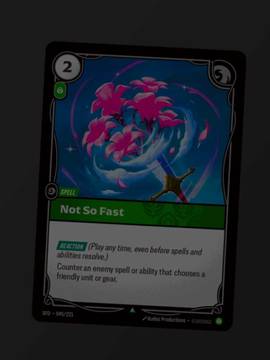 2
SPELL
Not So Fast
REACTION (Play any time, even before spells and
abilities resolve.)
Counter an enemy spell or ability that chooses a
friendly unit or gear.
Kudos Productions